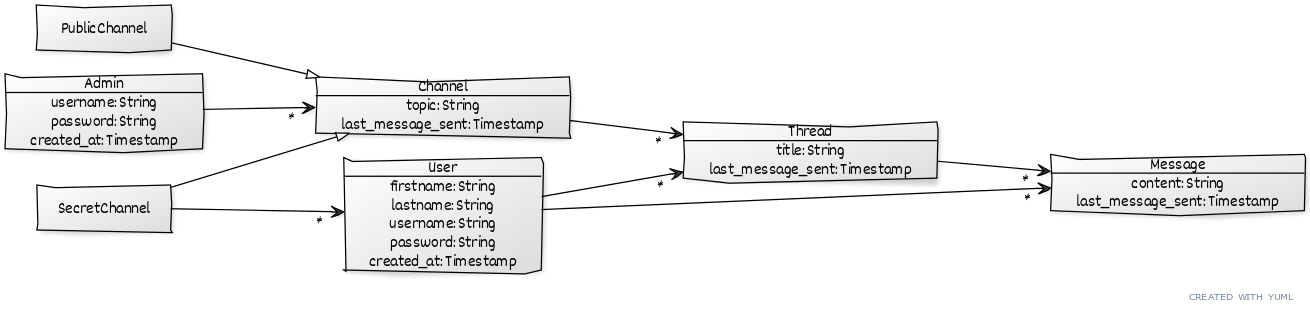 PublicChannel
Admin
username: String
password: String
created_at: Timestamp
*
Channel
topic: String
last_message_sent: Timestamp
*
SecretChannel
*
User
firstname: String
lastname: String
username: String
password: String
created_at: Timestamp
*
*
Thread
title: String
last_message_sent: Timestamp
*
Message
content: String
last_message_sent: Timestamp
CREATED WITH YUML